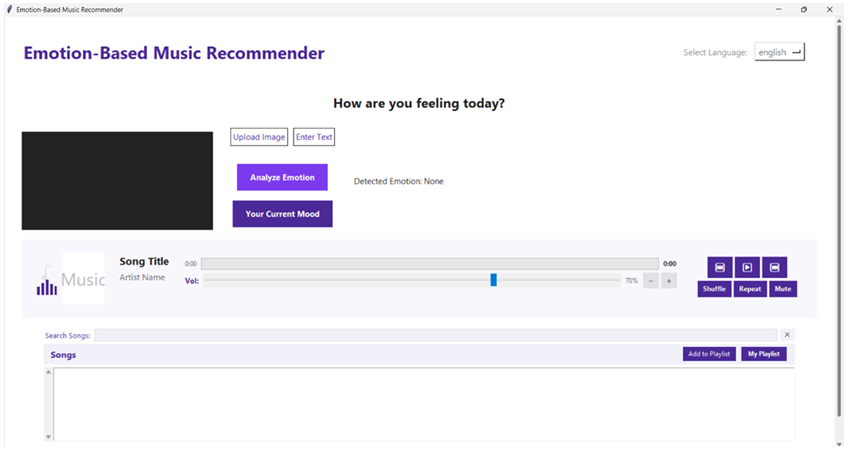 Emotion-Based Music Recommender
Emotion-Based Music Recommender
Select Language: english
How are you feeling today?
Upload Image Enter Text
Analyze Emotion
Detected Emotion: None
Your Current Mood
Music
Song Title
Artist Name
0:00 0:00
Vol: 70% − +
Shuffle Repeat Mute
Search Songs: ×
Songs Add to Playlist My Playlist